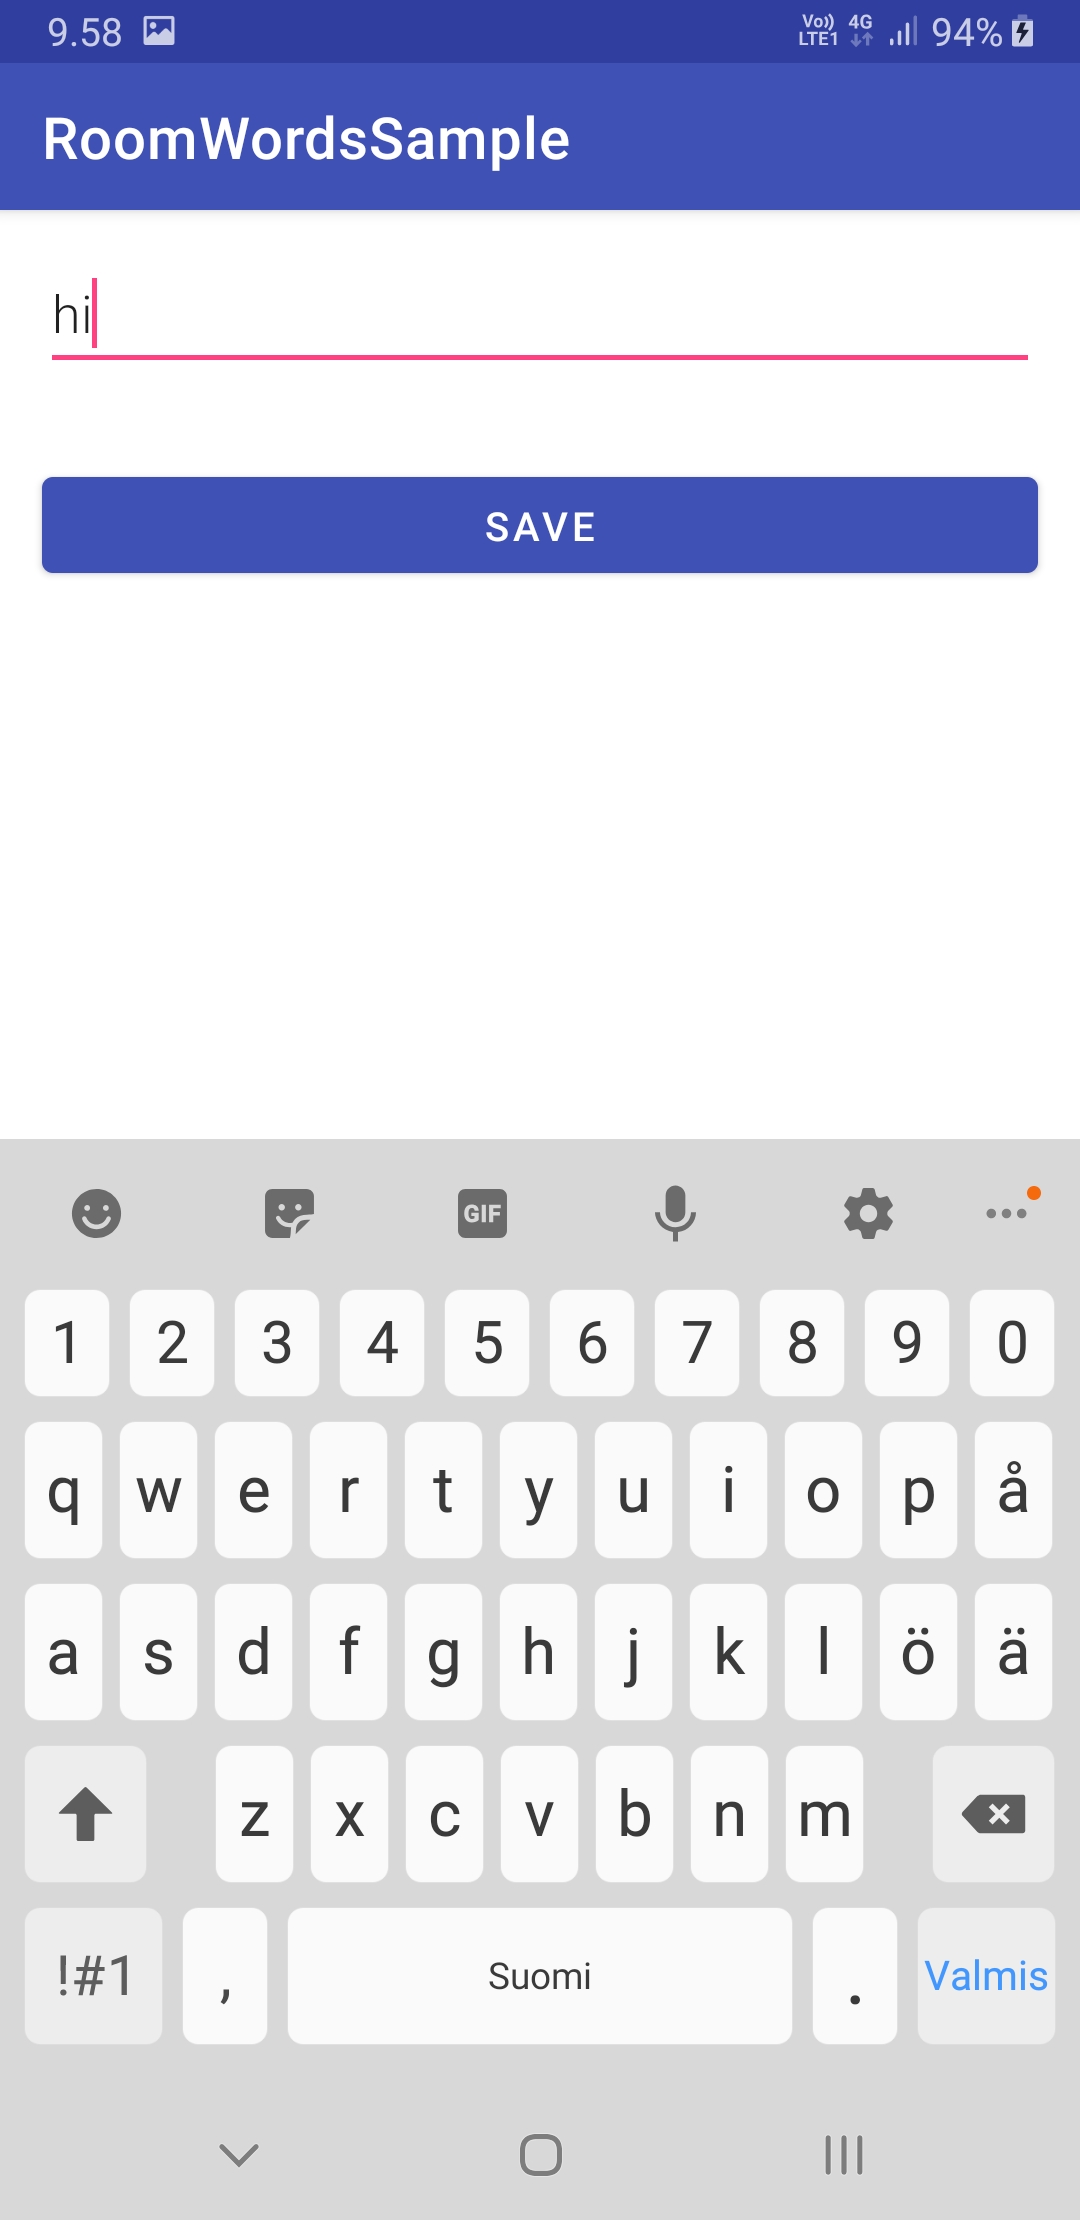 9.58 Vo)) LTE1 4G 94%
RoomWordsSample
hi
SAVE
GIF
1 2 3 4 5 6 7 8 9 0
q w e r t y u i o p å
a s d f g h j k l ö ä
z x c v b n m
!#1 , Suomi . Valmis